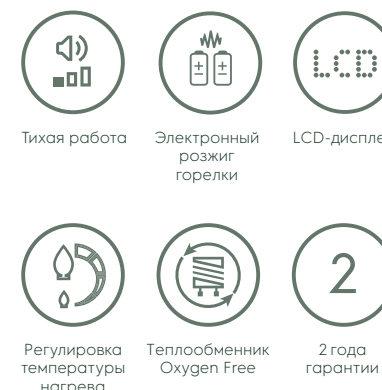 LCD
Тихая работа
Электронный
розжиг
горелки
LCD-диспле
2
Регулировка
температуры
нагрева
Теплообменник
Oxygen Free
2 года
гарантии